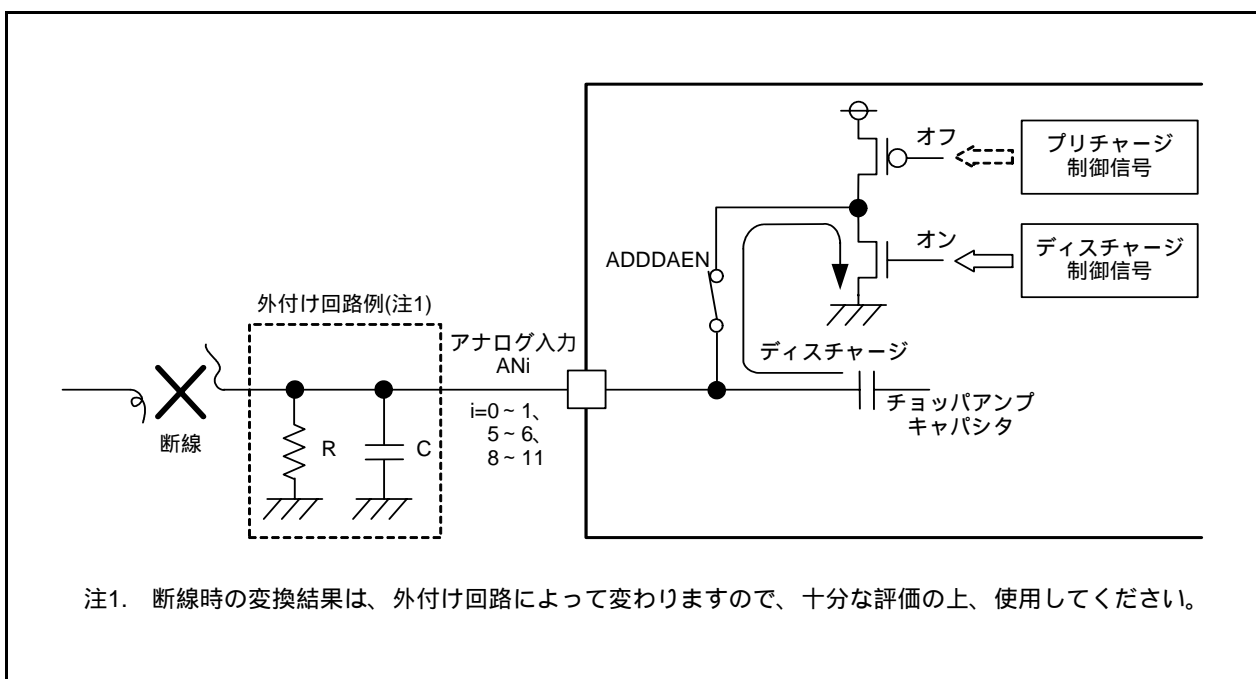 オフ
プリチャージ
制御信号
オン
ディスチャージ
制御信号
ADDDAEN
外付け回路例(注1)
アナログ入力
ANi
ディスチャージ
i=0~1、
5~6、
8~11
チョッパアンプ
キャパシタ
断線
R
C
注1. 断線時の変換結果は、外付け回路によって変わりますので、十分な評価の上、使用してください。